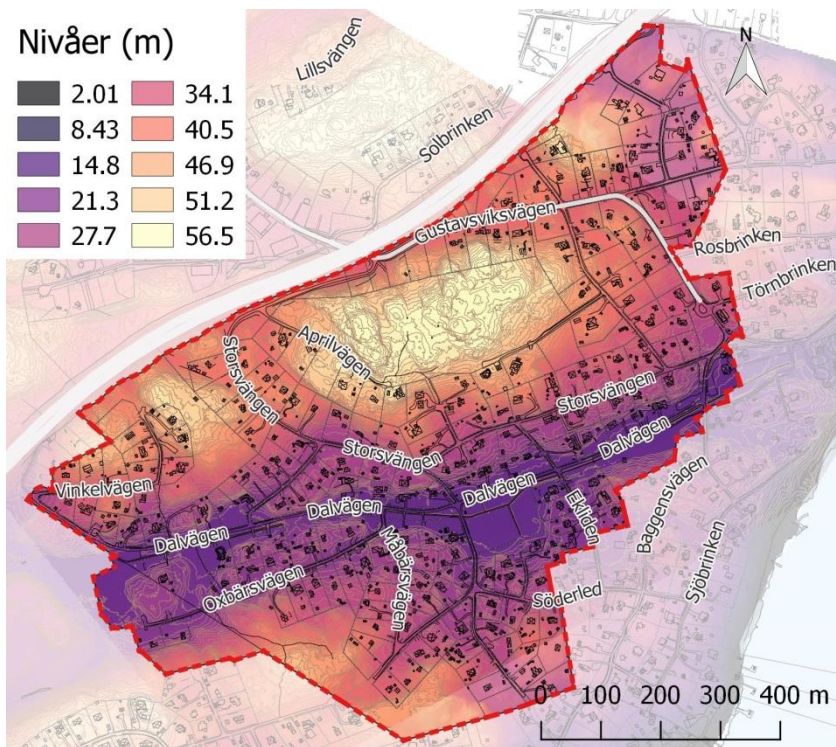 Nivåer (m)
2.01
8.43
14.8
21.3
27.7
34.1
40.5
46.9
51.2
56.5
N
Lillsvängen
Solbrinken
Gustavsviksvägen
Rosbrinken
Törnbrinken
Aprilvägen
Storsvängen
Storsvängen
Storsvängen
Vinkelvägen
Dalvägen
Dalvägen
Dalvägen
Dalvägen
Ekliden
Baggensvägen
Sjöbrinken
Oxbärsvägen
Måbärsvägen
Söderled
0 100 200 300 400 m